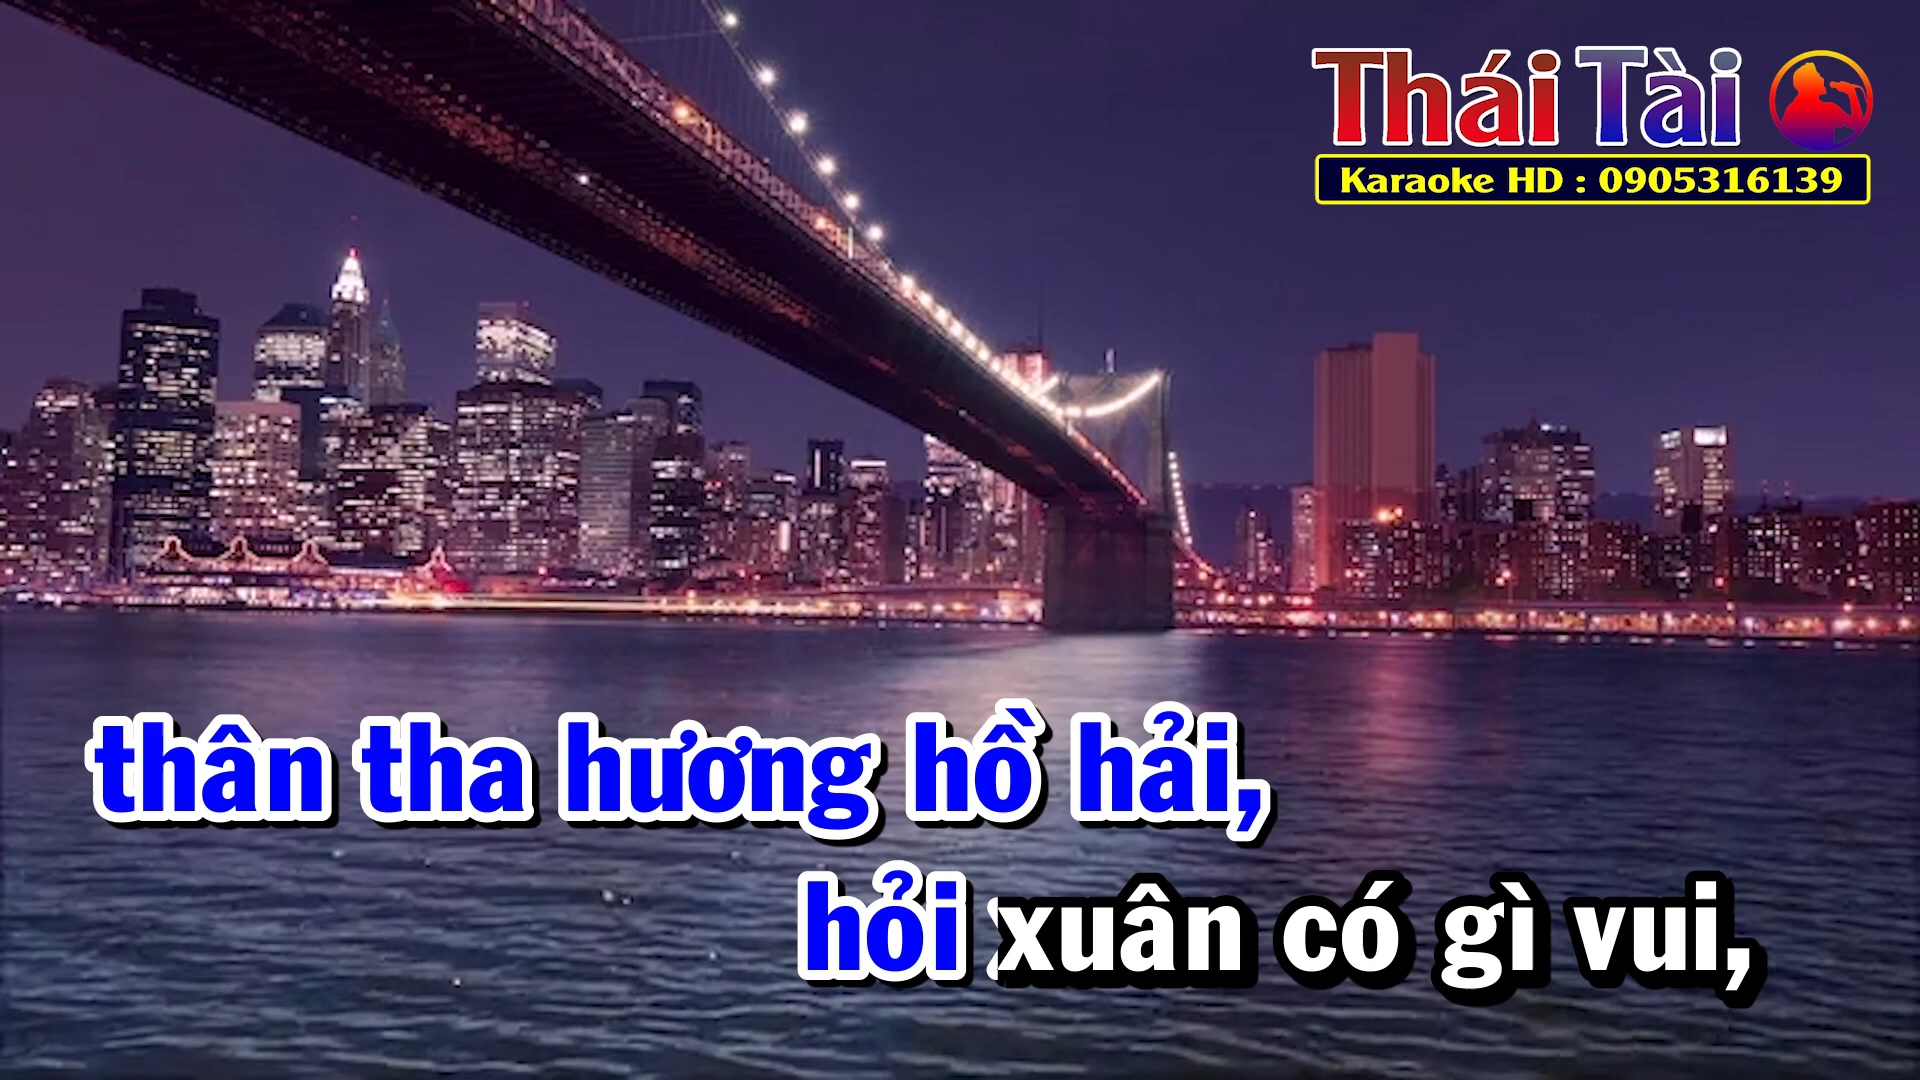 Thái Tài
Karaoke HD : 0905316139
thân tha hương hồ hải,
hỏi xuân có gì vui,